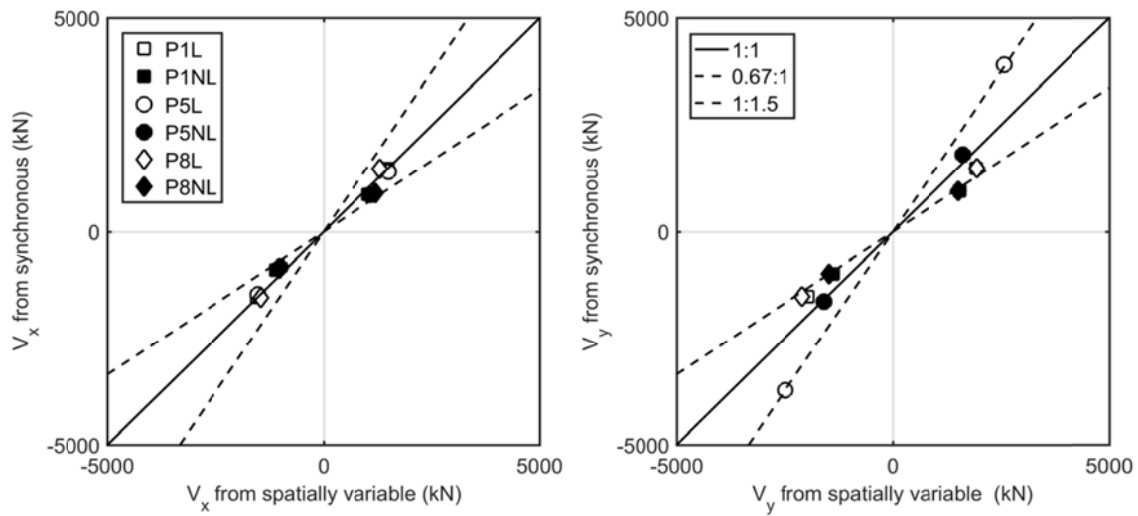 5000
0
-5000
V_x from synchronous (kN)
P1L
P1NL
P5L
P5NL
P8L
P8NL
-5000 0 5000
V_x from spatially variable (kN)
5000
0
-5000
V_y from synchronous (kN)
1:1
0.67:1
1:1.5
-5000 0 5000
V_y from spatially variable (kN)